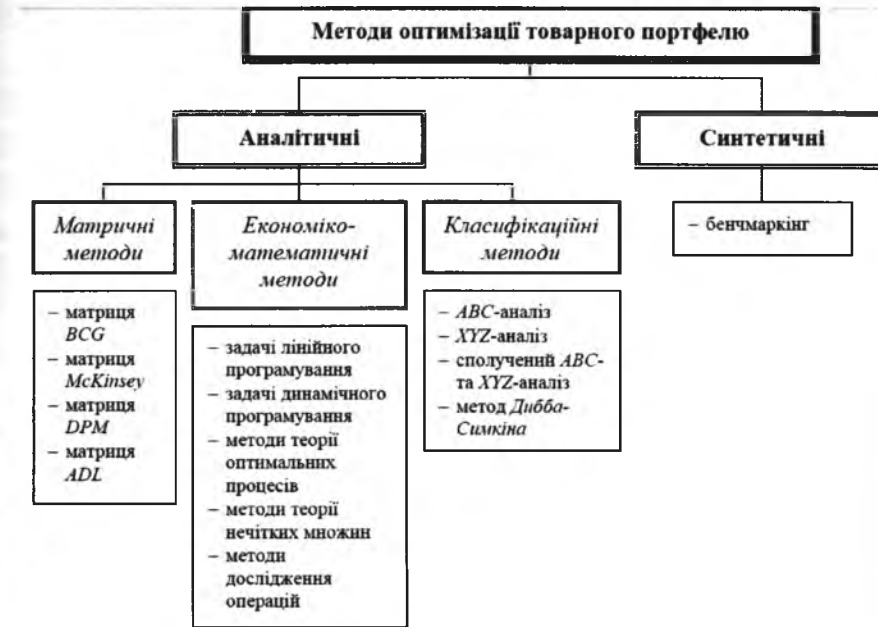 Методи оптимізації товарного портфелю
Аналітичні
Синтетичні
Матричні
методи
Економіко-
математичні
методи
Класифікаційні
методи
– бенчмаркінг
– матриця
BCG
– матриця
McKinsey
– матриця
DPM
– матриця
ADL
– задачі лінійного
програмування
– задачі динамічного
програмування
– методи теорії
оптимальних
процесів
– методи теорії
нечітких множин
– методи
дослідження
операцій
– ABC-аналіз
– XYZ-аналіз
– сполучений ABC-
та XYZ-аналіз
– метод Дибба-
Симкіна